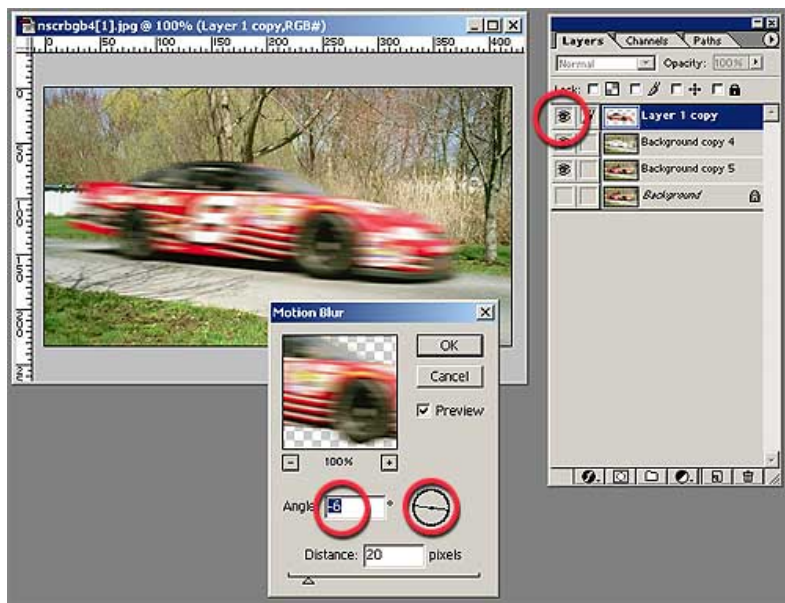 nscrbgb4[1].jpg @ 100% (Layer 1 copy,RGB#)
0 50 100 150 200 250 300 350 400
Layers Channels Paths
Normal Opacity: 100%
Lock:
Layer 1 copy
Background copy 4
Background copy 5
Background
8
Motion Blur
OK
Cancel
Preview
100%
Angle: -6 °
Distance: 20 pixels